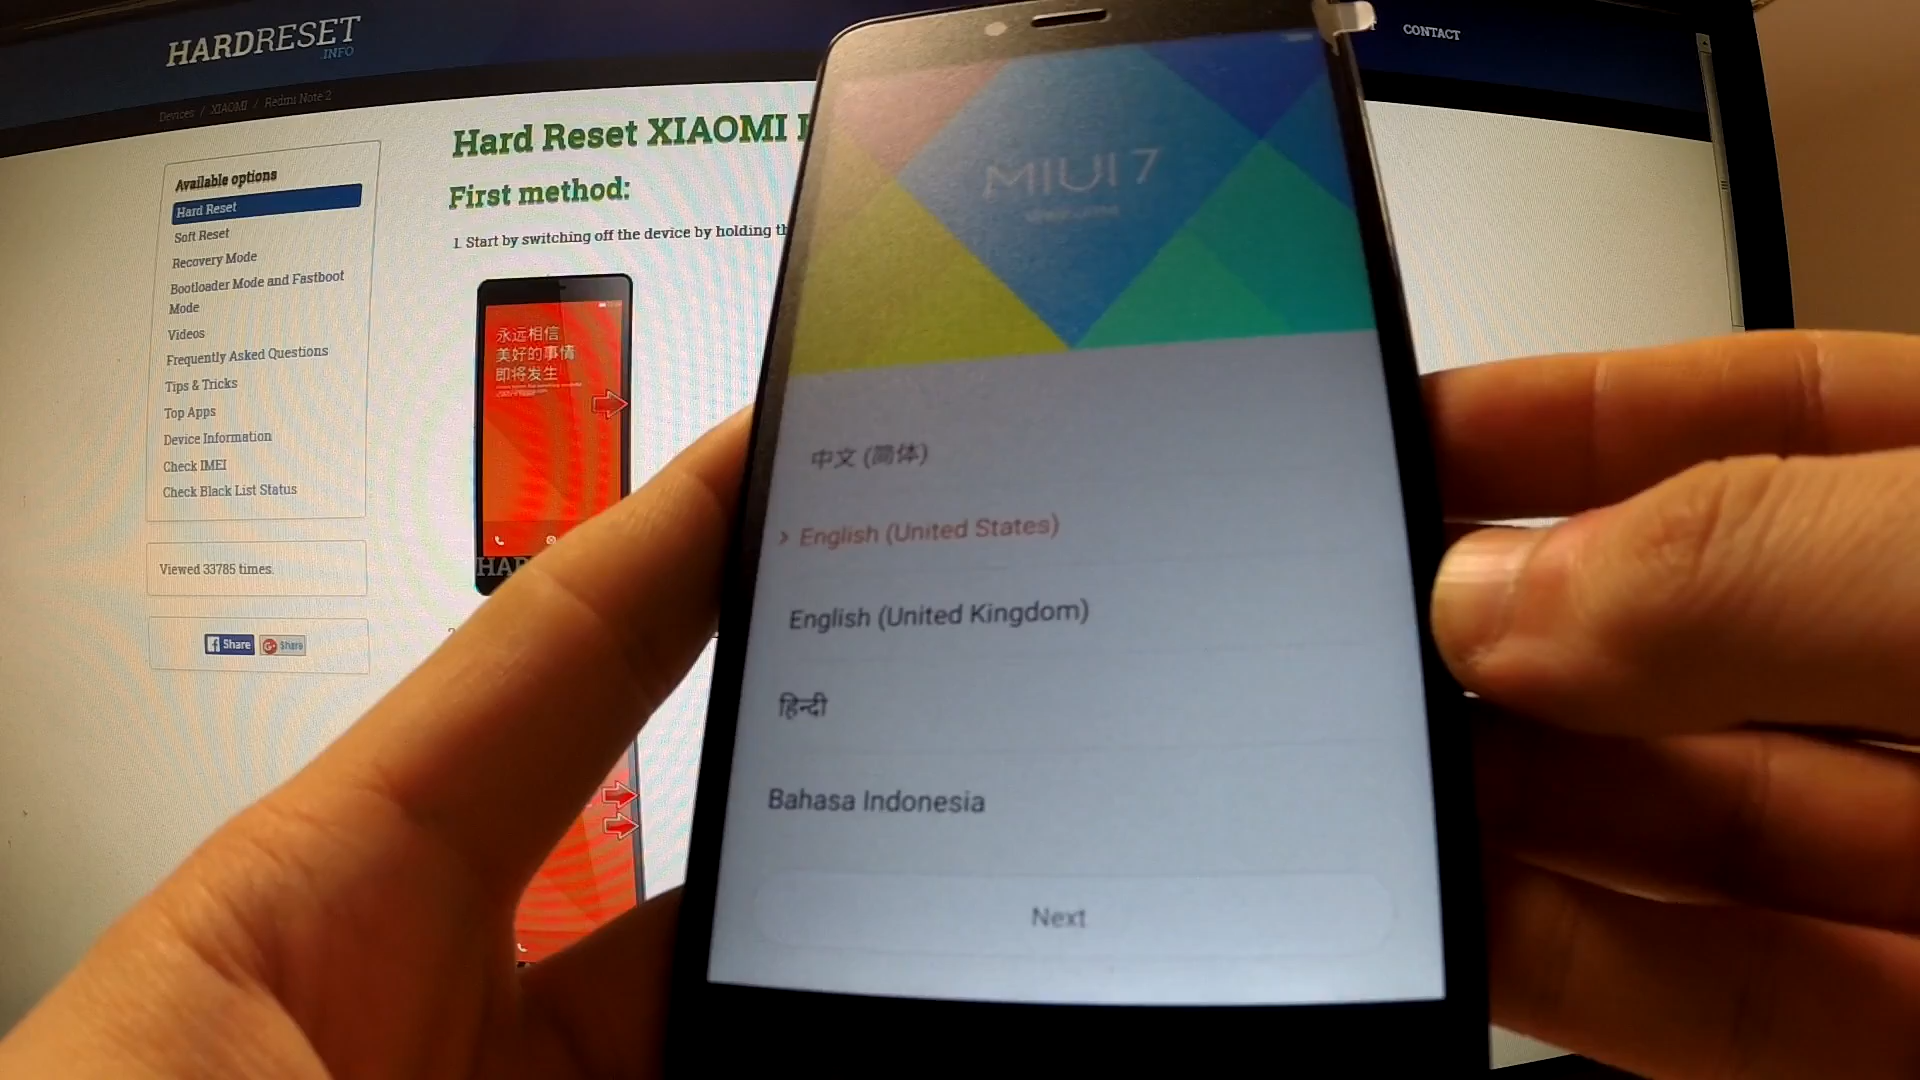 HARDRESET
.INFO
CONTACT
Devices / XIAOMI / Redmi Note 2
Available options
Hard Reset
Soft Reset
Recovery Mode
Bootloader Mode and Fastboot
Mode
Videos
Frequently Asked Questions
Tips & Tricks
Top Apps
Device Information
Check IMEI
Check Black List Status
Viewed 33785 times.
Share
Share
Hard Reset XIAOMI
First method:
1. Start by switching off the device by holding
永远相信
美好的事情
即将发生
MIUI 7
中文 (简体)
> English (United States)
English (United Kingdom)
हिन्दी
Bahasa Indonesia
Next